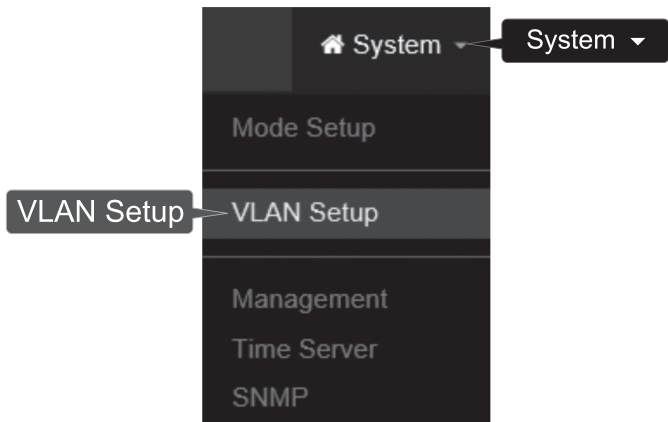 System
System
Mode Setup
VLAN Setup
VLAN Setup
Management
Time Server
SNMP